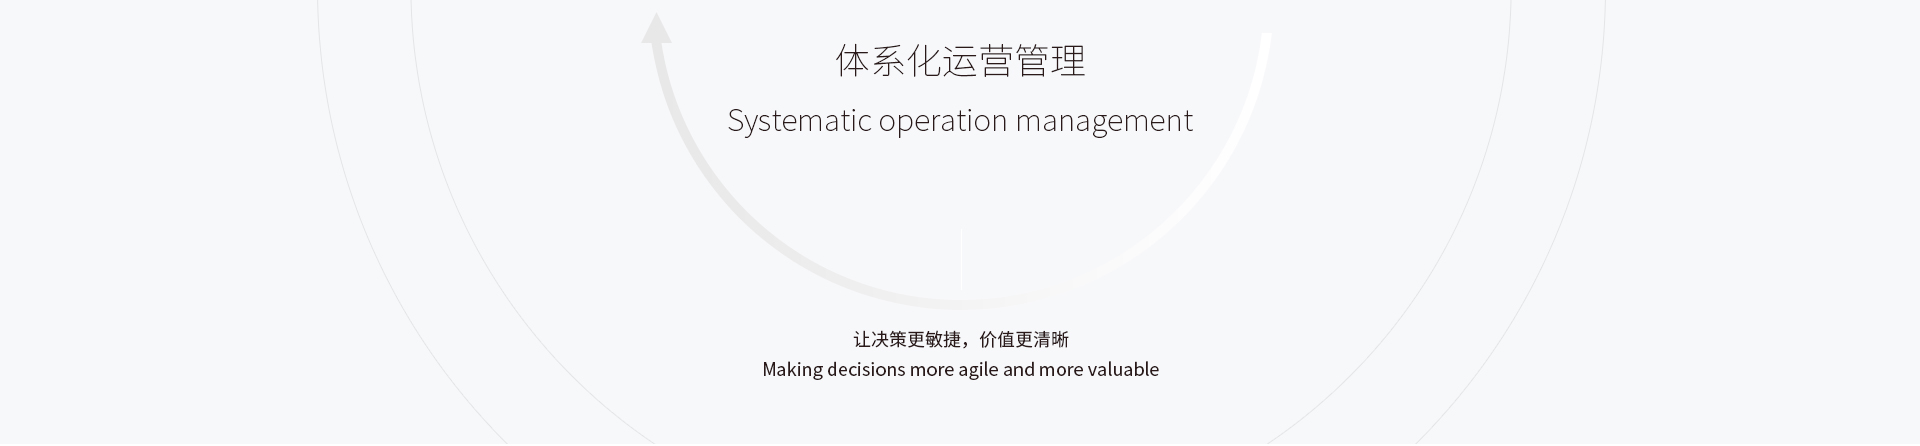 体系化运营管理
Systematic operation management
让决策更敏捷，价值更清晰
Making decisions more agile and more valuable